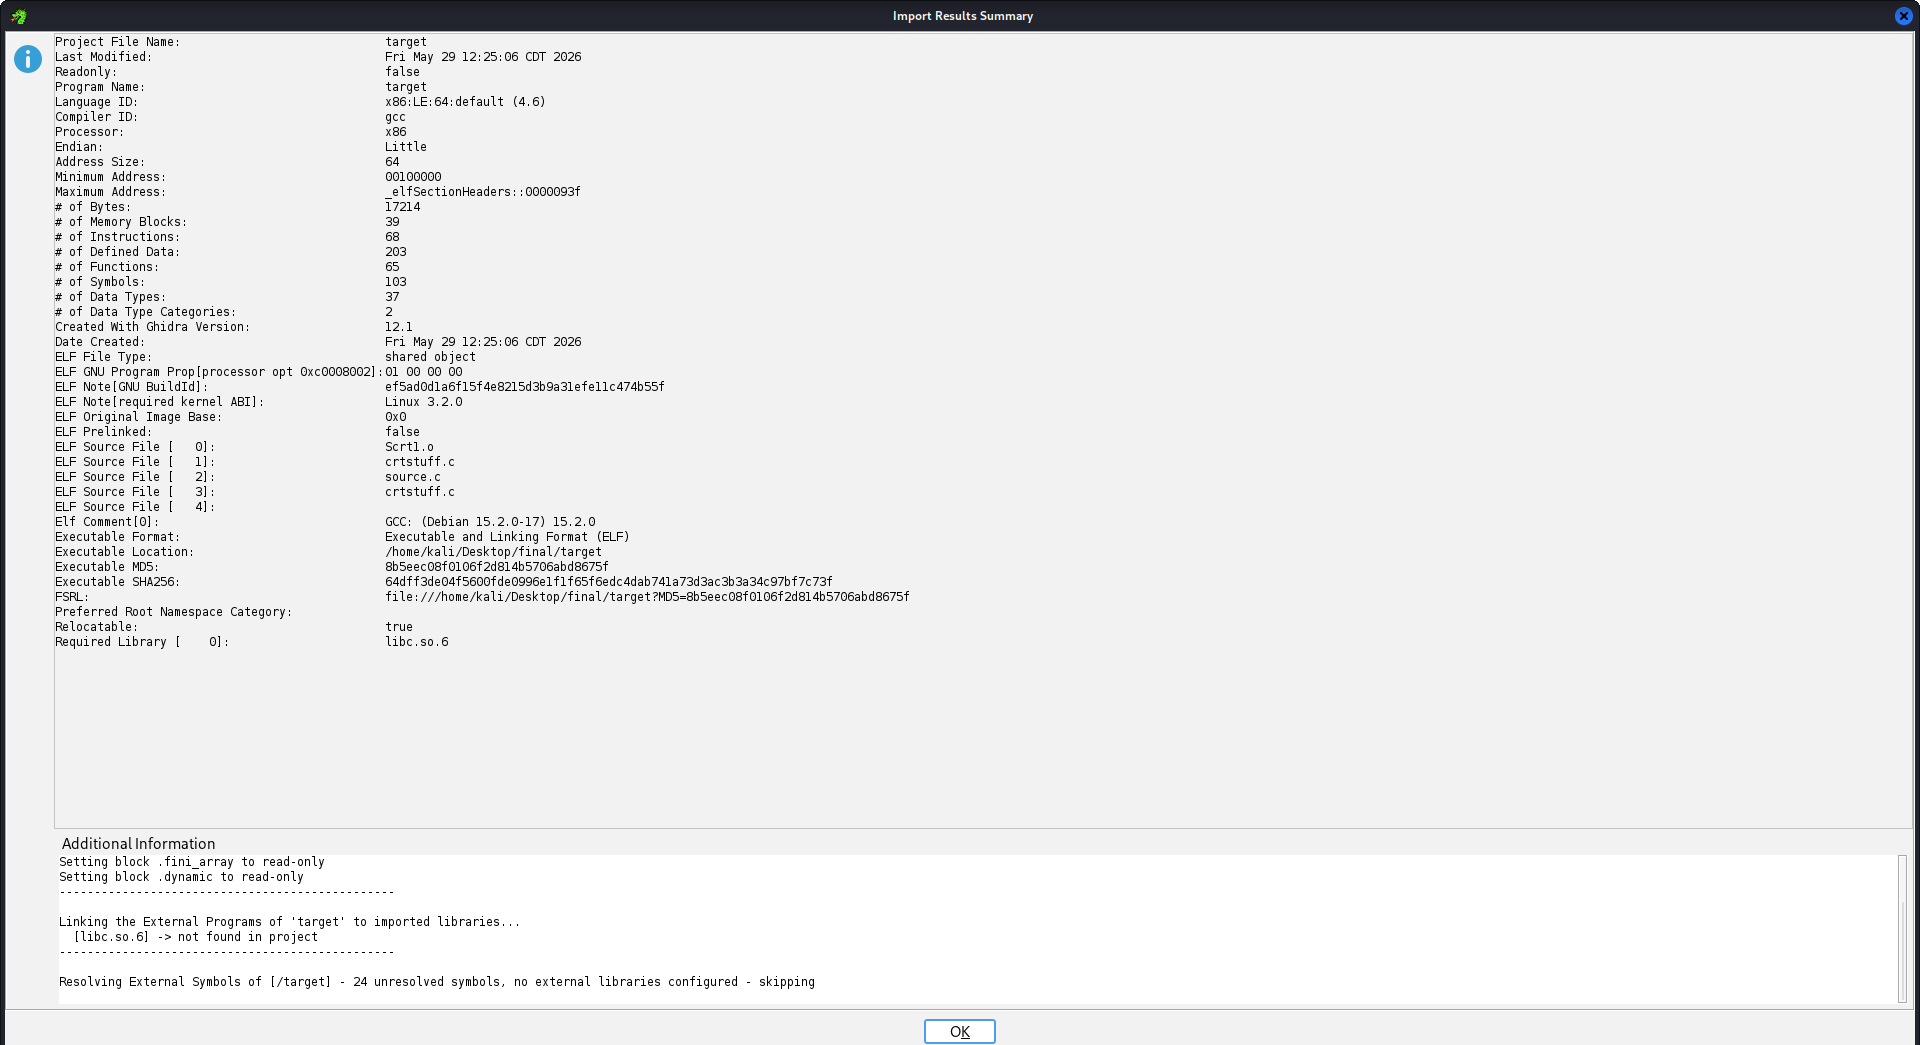 Import Results Summary
Project File Name: target
Last Modified: Fri May 29 12:25:06 CDT 2026
Readonly: false
Program Name: target
Language ID: x86:LE:64:default (4.6)
Compiler ID: gcc
Processor: x86
Endian: Little
Address Size: 64
Minimum Address: 00100000
Maximum Address: _elfSectionHeaders::0000093f
# of Bytes: 17214
# of Memory Blocks: 39
# of Instructions: 68
# of Defined Data: 203
# of Functions: 65
# of Symbols: 103
# of Data Types: 37
# of Data Type Categories: 2
Created With Ghidra Version: 12.1
Date Created: Fri May 29 12:25:06 CDT 2026
ELF File Type: shared object
ELF GNU Program Prop[processor opt 0xc0008002]: 01 00 00 00
ELF Note[GNU BuildId]: ef5ad0d1a6f15f4e8215d3b9a31efe11c474b55f
ELF Note[required kernel ABI]: Linux 3.2.0
ELF Original Image Base: 0x0
ELF Prelinked: false
ELF Source File [   0]: Scrt1.o
ELF Source File [   1]: crtstuff.c
ELF Source File [   2]: source.c
ELF Source File [   3]: crtstuff.c
ELF Source File [   4]:
Elf Comment[0]: GCC: (Debian 15.2.0-17) 15.2.0
Executable Format: Executable and Linking Format (ELF)
Executable Location: /home/kali/Desktop/final/target
Executable MD5: 8b5eec08f0106f2d814b5706abd8675f
Executable SHA256: 64dff3de04f5600fde0996e1f1f65f6edc4dab741a73d3ac3b3a34c97bf7c73f
FSRL: file:///home/kali/Desktop/final/target?MD5=8b5eec08f0106f2d814b5706abd8675f
Preferred Root Namespace Category:
Relocatable: true
Required Library [    0]: libc.so.6
Additional Information
Setting block .fini_array to read-only
Setting block .dynamic to read-only
------------------------------------------------
Linking the External Programs of 'target' to imported libraries...
[libc.so.6] -> not found in project
------------------------------------------------
Resolving External Symbols of [/target] - 24 unresolved symbols, no external libraries configured - skipping
OK